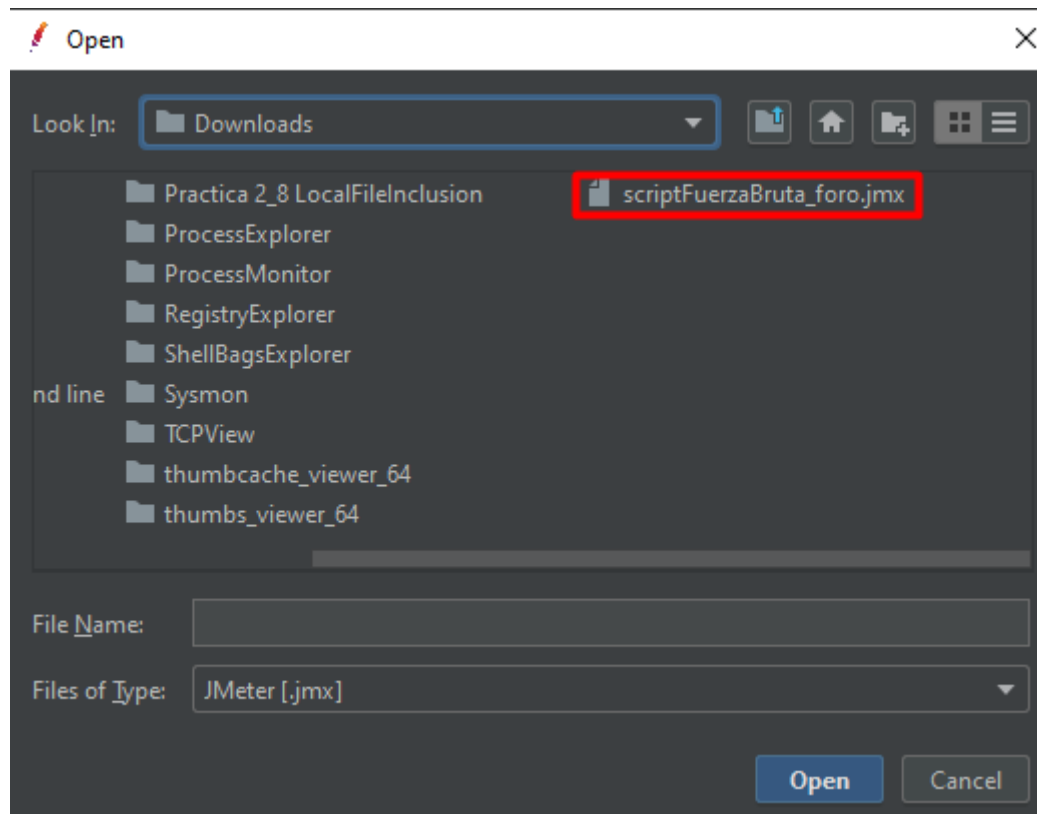 Open
Look In: Downloads
Practica 2_8 LocalFileInclusion
ProcessExplorer
ProcessMonitor
RegistryExplorer
ShellBagsExplorer
nd line Sysmon
TCPView
thumbcache_viewer_64
thumbs_viewer_64
scriptFuerzaBruta_foro.jmx
File Name:
Files of Type: JMeter [.jmx]
Open Cancel